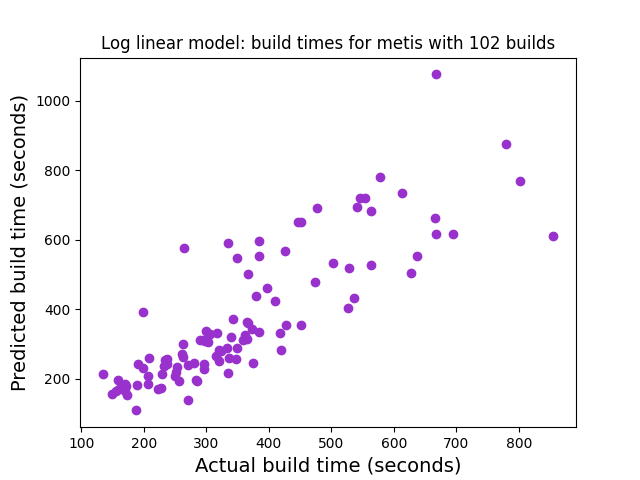 Log linear model: build times for metis with 102 builds
Predicted build time (seconds)
1000
800
600
400
200
100 200 300 400 500 600 700 800
Actual build time (seconds)